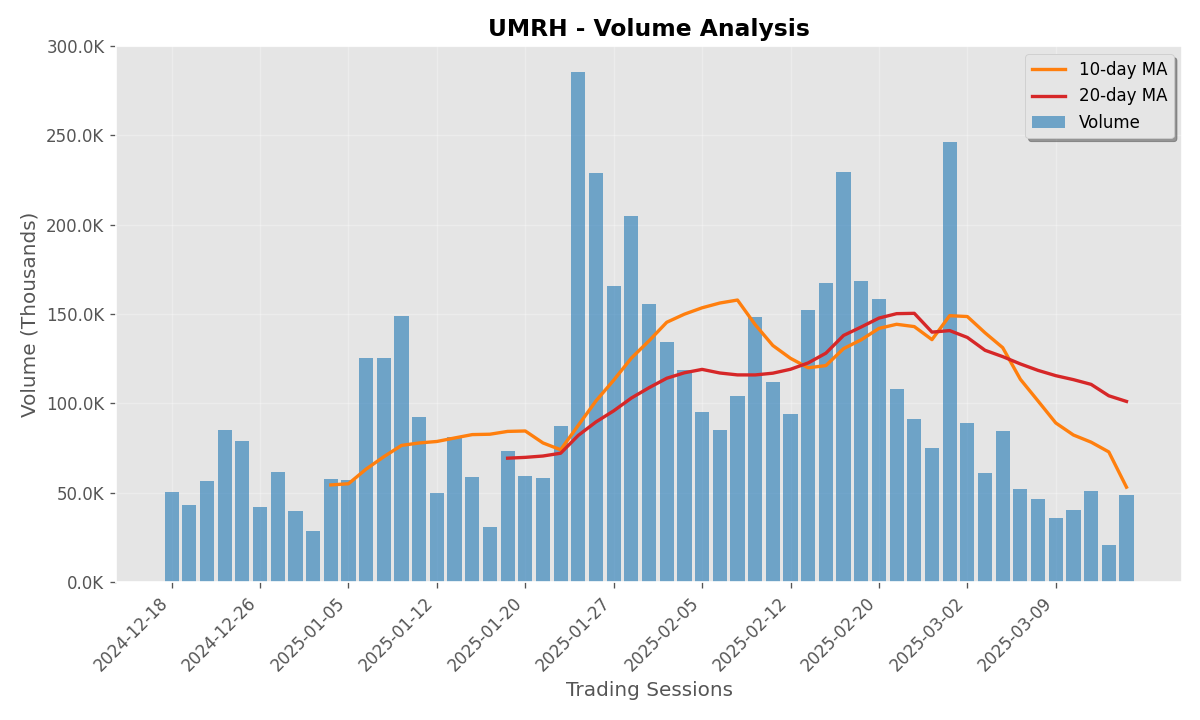 UMRH - Volume Analysis
300.0K
250.0K
200.0K
150.0K
100.0K
50.0K
0.0K
Volume (Thousands)
10-day MA
20-day MA
Volume
2024-12-18
2024-12-26
2025-01-05
2025-01-12
2025-01-20
2025-01-27
2025-02-05
2025-02-12
2025-02-20
2025-03-02
2025-03-09
Trading Sessions